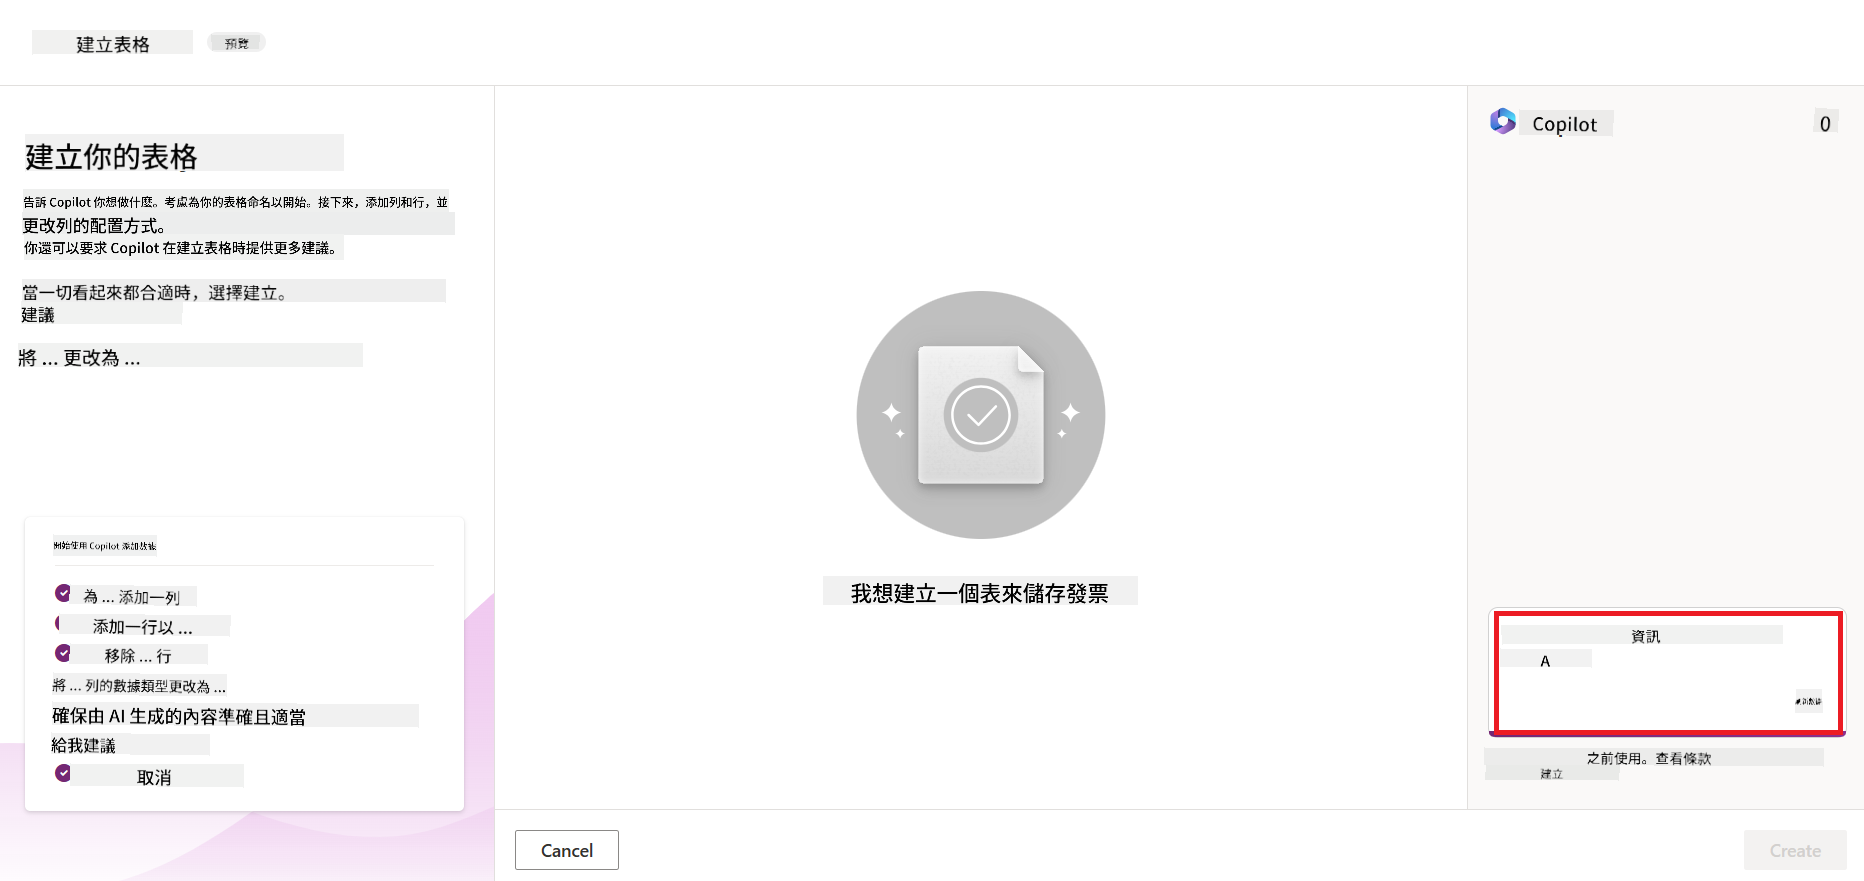 建立表格
預覽
建立你的表格
告訴 Copilot 你想做什麼。考慮為你的表格命名以開始。接下來，添加列和行，並
更改列的配置方式。
你還可以要求 Copilot 在建立表格時提供更多建議。
當一切看起來都合適時，選擇建立。
建議
將 ... 更改為 ...
開始使用 Copilot 添加數據
為 ... 添加一列
添加一行以 ...
移除 ... 行
將 ... 列的數據類型更改為 ...
確保由 AI 生成的內容準確且適當
給我建議
取消
我想建立一個表來儲存發票
Cancel
Copilot
0
資訊
A
之前使用。查看條款
建立
Create